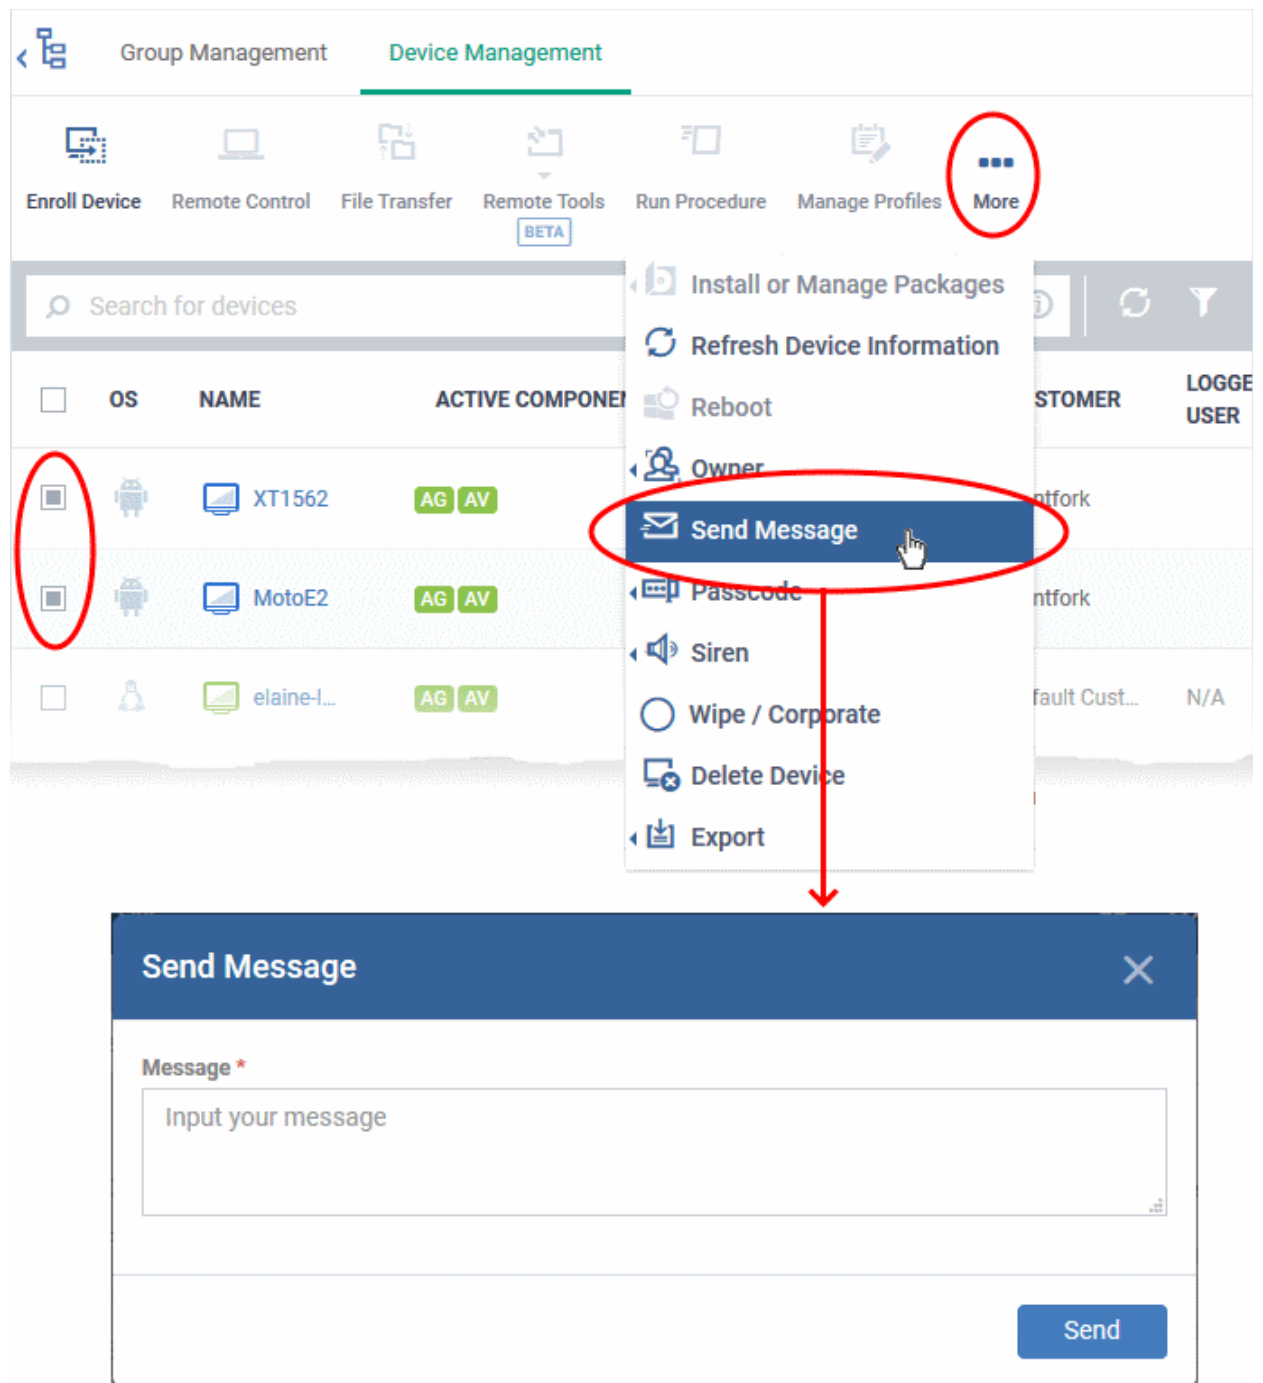 Group Management
Device Management
Enroll Device
Remote Control
File Transfer
Remote Tools
BETA
Run Procedure
Manage Profiles
More
Search for devices
Install or Manage Packages
Refresh Device Information
Reboot
Owner
Send Message
Passcode
Siren
Wipe / Corporate
Delete Device
Export
OS
NAME
ACTIVE COMPONEN
STOMER
LOGGE
USER
XT1562
AG AV
ntfork
MotoE2
AG AV
ntfork
elaine-l...
AG AV
fault Cust...
N/A
Send Message
Message *
Input your message
Send